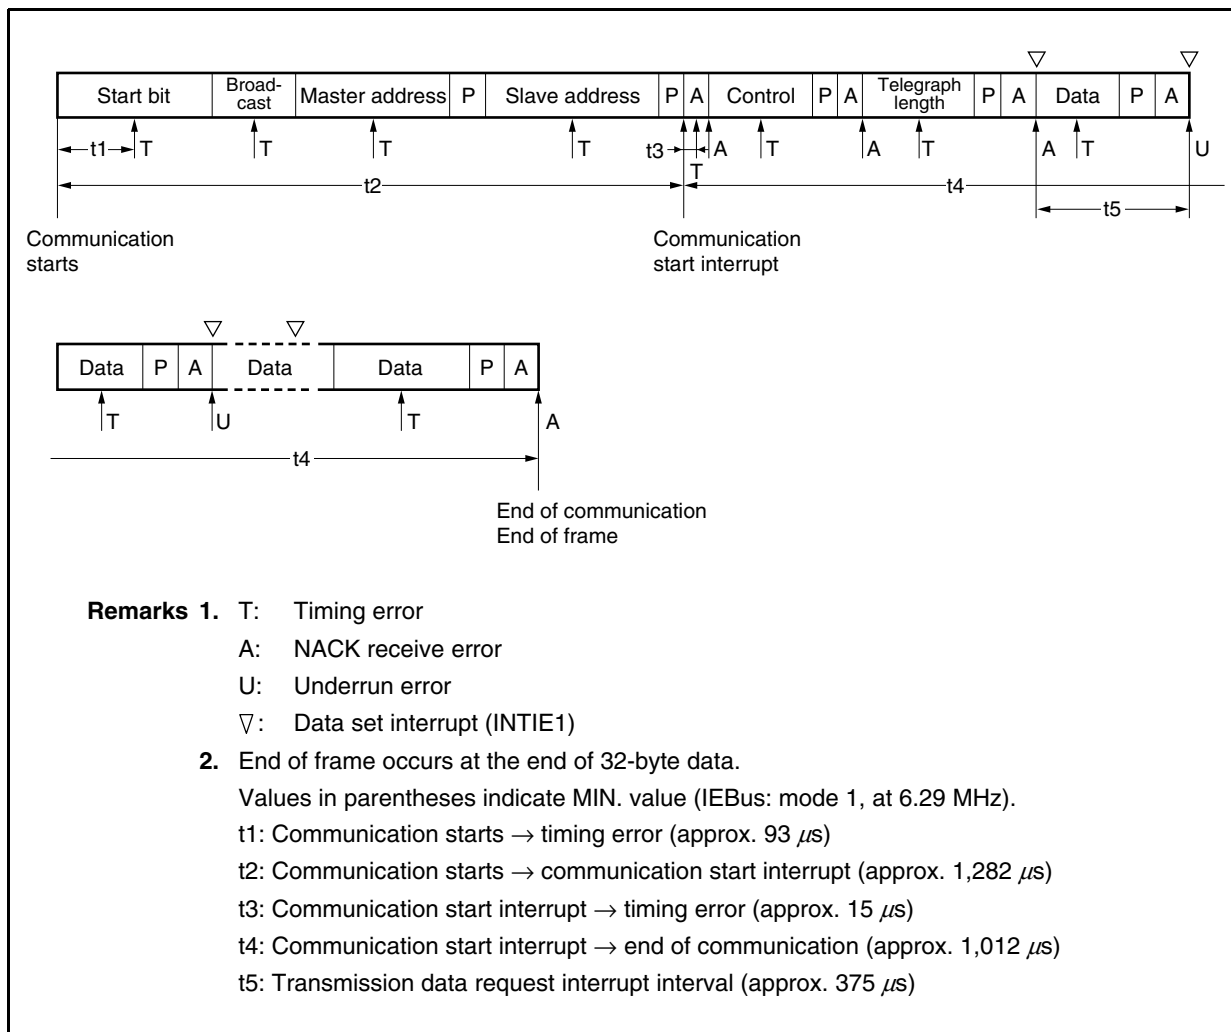 Start bit Broad-cast Master address P Slave address P A Control P A Telegraph length P A Data P A
t1 T T T T t3 A T A T A T U
T
t2 t4
t5
Communication starts
Communication start interrupt
Data P A Data Data P A
T U T A
t4
End of communication
End of frame
Remarks 1. T: Timing error
A: NACK receive error
U: Underrun error
▽: Data set interrupt (INTIE1)
2. End of frame occurs at the end of 32-byte data.
Values in parentheses indicate MIN. value (IEBus: mode 1, at 6.29 MHz).
t1: Communication starts → timing error (approx. 93 μs)
t2: Communication starts → communication start interrupt (approx. 1,282 μs)
t3: Communication start interrupt → timing error (approx. 15 μs)
t4: Communication start interrupt → end of communication (approx. 1,012 μs)
t5: Transmission data request interrupt interval (approx. 375 μs)